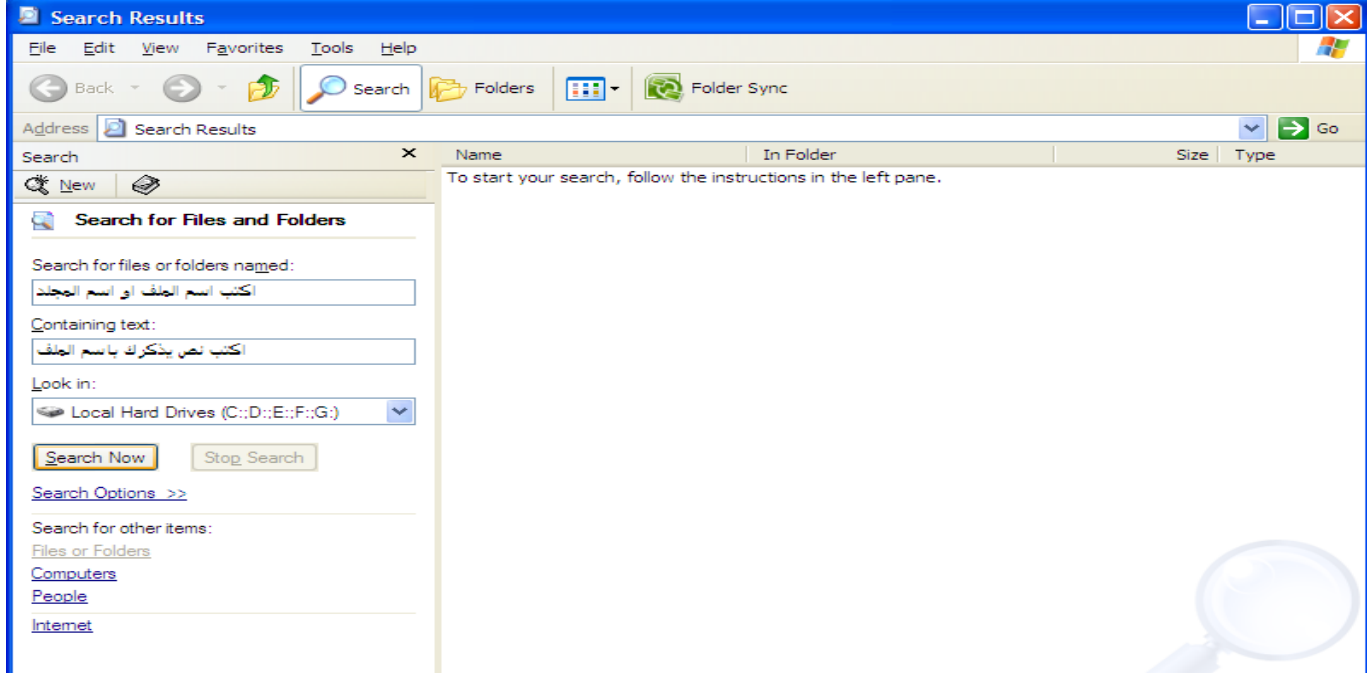 Search Results
File Edit View Favorites Tools Help
Back Search Folders Folder Sync
Address Search Results Go
Search Name In Folder Size Type
New To start your search, follow the instructions in the left pane.
Search for Files and Folders
Search for files or folders named:
اكتب اسم الملف او اسم المجلد
Containing text:
اكتب نص يذكرك باسم الملف
Look in:
Local Hard Drives (C:;D:;E:;F:;G:)
Search Now Stop Search
Search Options >>
Search for other items:
Files or Folders
Computers
People
Internet